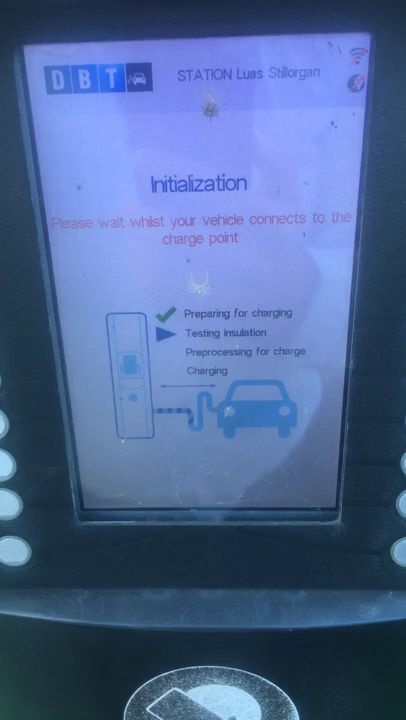 DBT
STATION Luas Stillorgan
Initialization
Please wait whilst your vehicle connects to the
charge point
Preparing for charging
Testing insulation
Preprocessing for charge
Charging